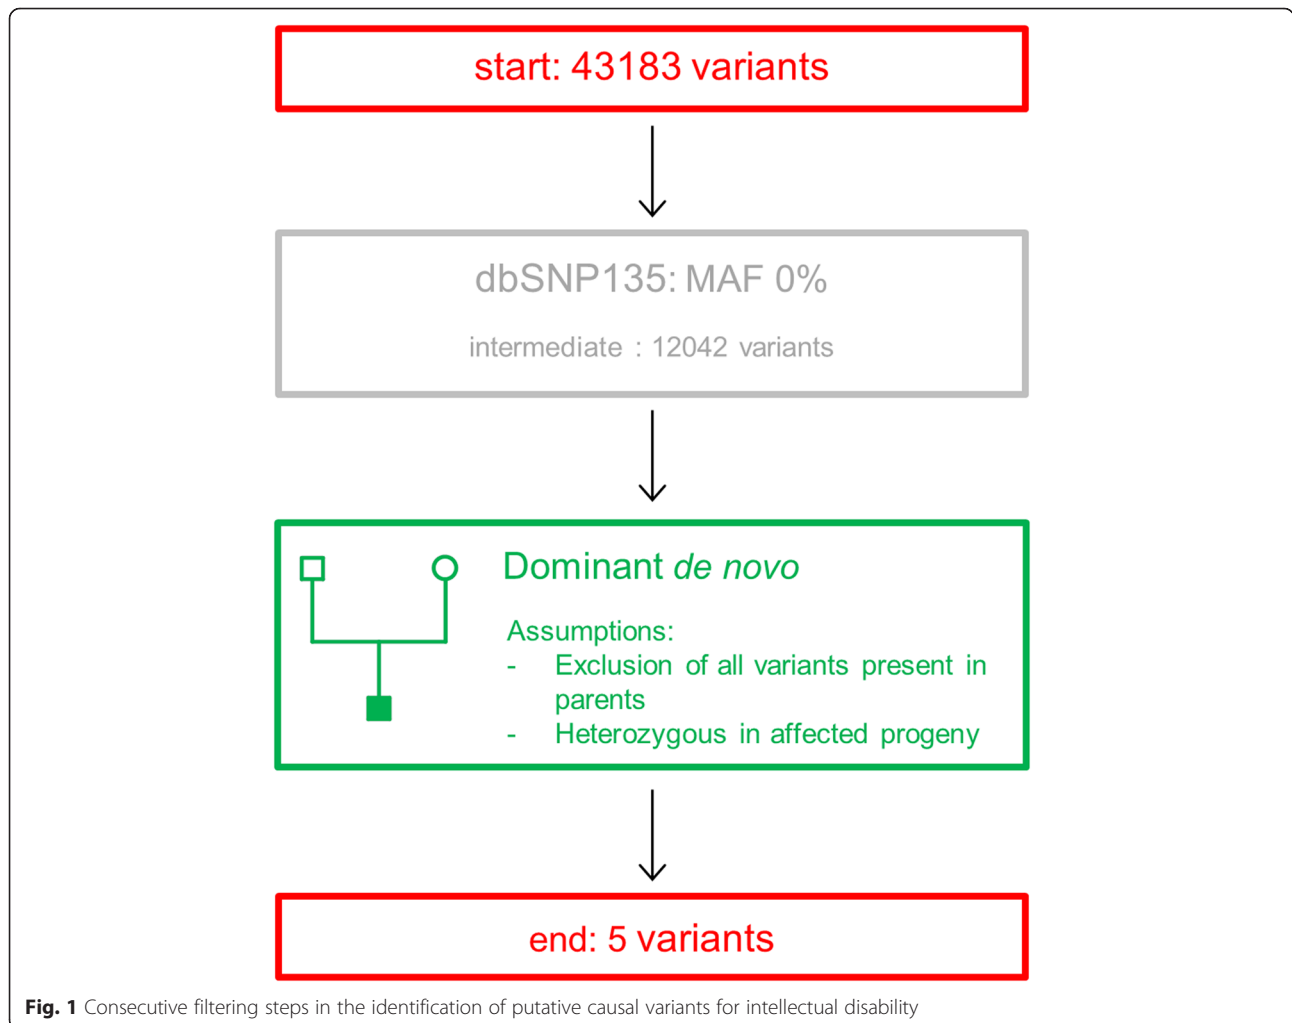 start: 43183 variants
dbSNP135: MAF 0%
intermediate : 12042 variants
Dominant de novo
Assumptions:
- Exclusion of all variants present in
parents
- Heterozygous in affected progeny
end: 5 variants
Fig. 1 Consecutive filtering steps in the identification of putative causal variants for intellectual disability